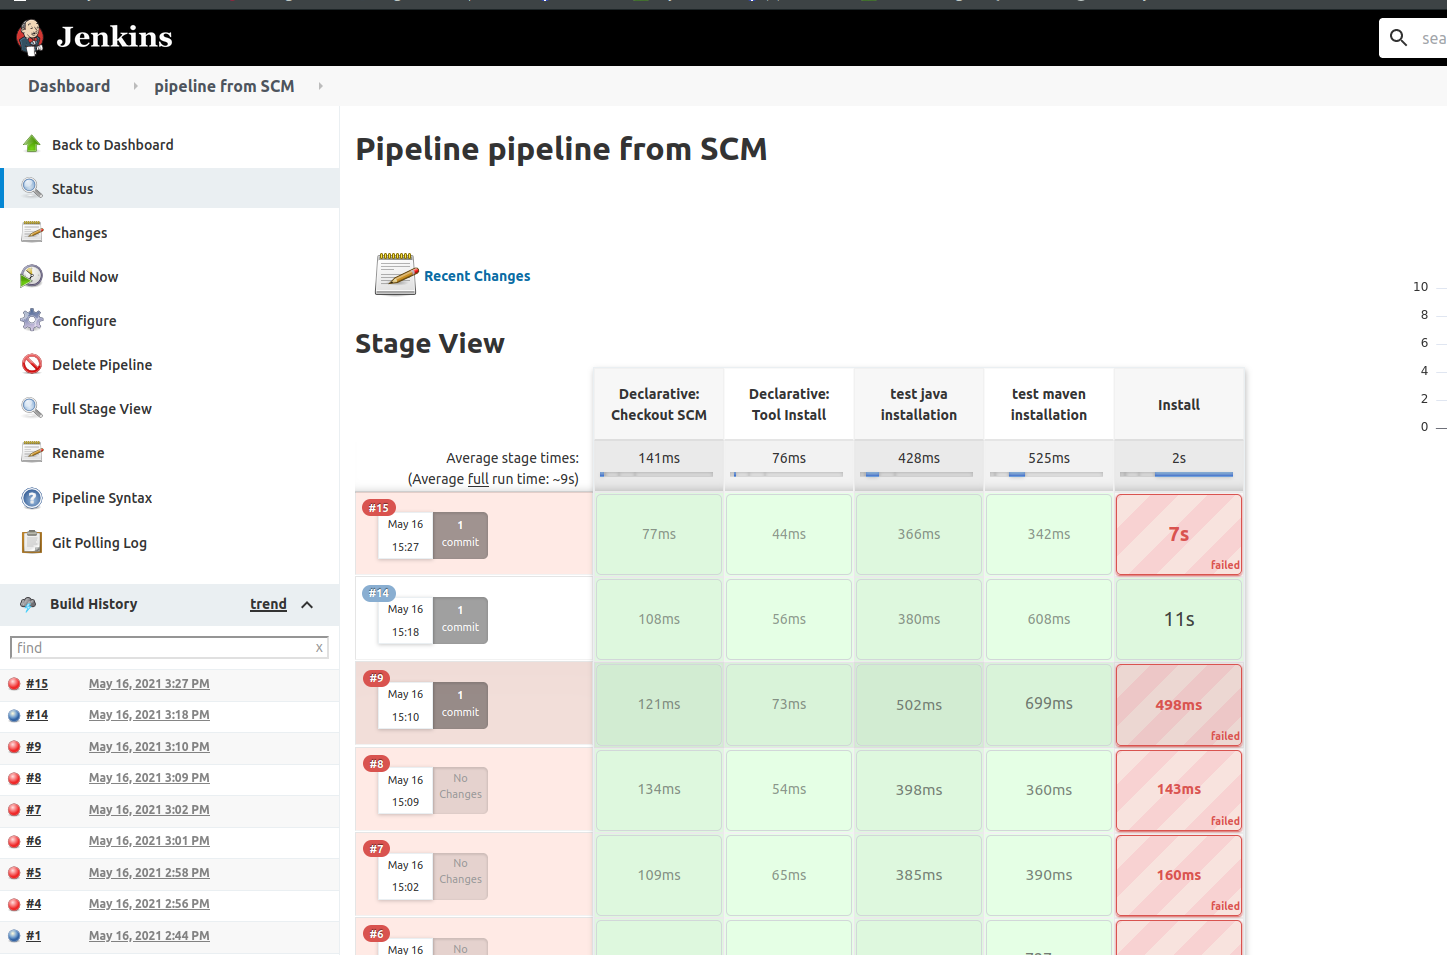 Jenkins
sea
Dashboard
pipeline from SCM
Back to Dashboard
Status
Changes
Build Now
Configure
Delete Pipeline
Full Stage View
Rename
Pipeline Syntax
Git Polling Log
Build History
trend
find
x
#15 May 16, 2021 3:27 PM
#14 May 16, 2021 3:18 PM
#9 May 16, 2021 3:10 PM
#8 May 16, 2021 3:09 PM
#7 May 16, 2021 3:02 PM
#6 May 16, 2021 3:01 PM
#5 May 16, 2021 2:58 PM
#4 May 16, 2021 2:56 PM
#1 May 16, 2021 2:44 PM
Pipeline pipeline from SCM
Recent Changes
10
8
6
4
2
0
Stage View
Declarative:
Checkout SCM
Declarative:
Tool Install
test java
installation
test maven
installation
Install
Average stage times:
(Average full run time: ~9s)
141ms
76ms
428ms
525ms
2s
#15
May 16
15:27
1
commit
77ms
44ms
366ms
342ms
7s
failed
#14
May 16
15:18
1
commit
108ms
56ms
380ms
608ms
11s
#9
May 16
15:10
1
commit
121ms
73ms
502ms
699ms
498ms
failed
#8
May 16
15:09
No
Changes
134ms
54ms
398ms
360ms
143ms
failed
#7
May 16
15:02
No
Changes
109ms
65ms
385ms
390ms
160ms
failed
#6
May 16
No